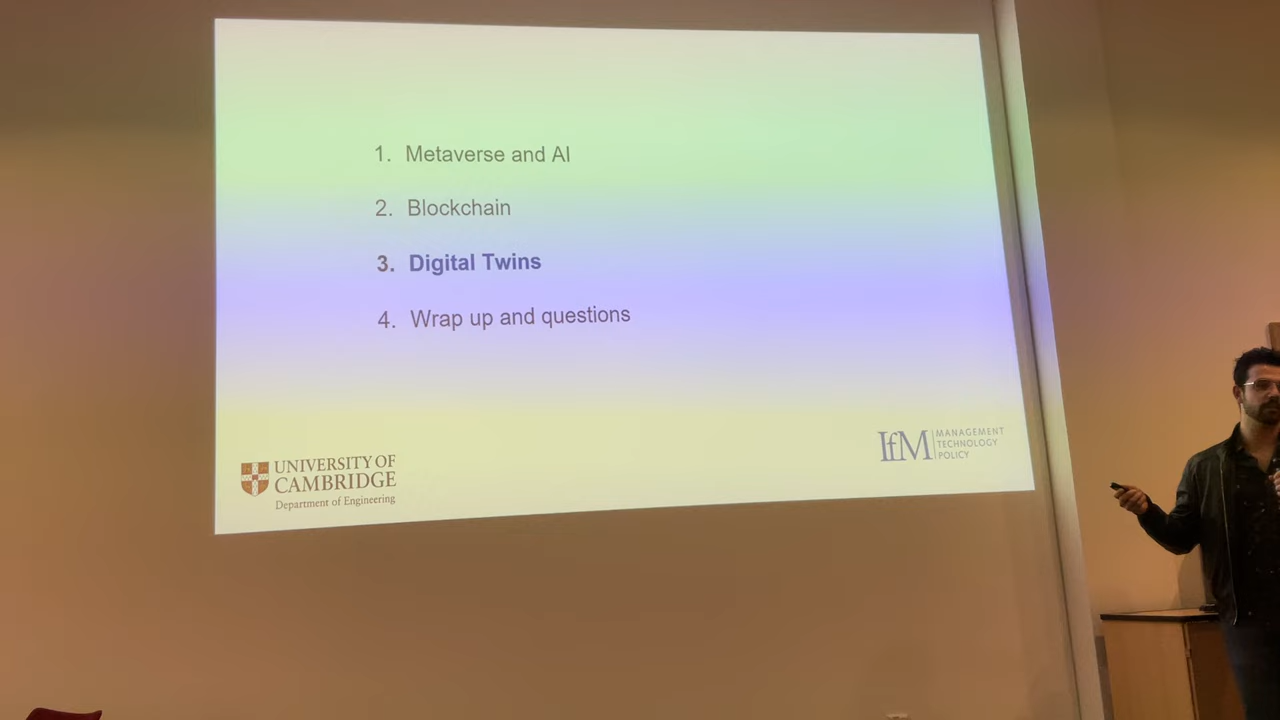 1. Metaverse and AI
2. Blockchain
3. Digital Twins
4. Wrap up and questions
UNIVERSITY OF
CAMBRIDGE
Department of Engineering
IfM
MANAGEMENT
TECHNOLOGY
POLICY